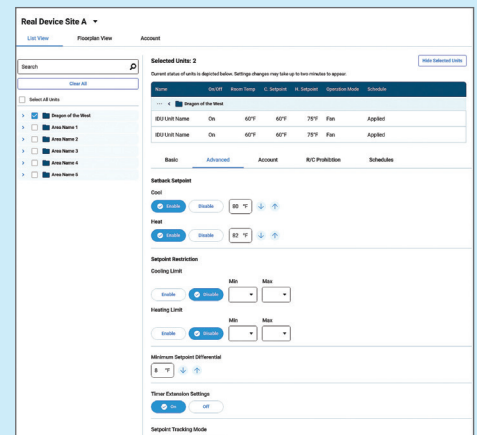 Real Device Site A
List View Floorplan View Account
Search
Clear All
Select All Units
Dragon of the West
Area Name 1
Area Name 2
Area Name 3
Area Name 4
Area Name 5
Selected Units: 2
Hide Selected Units
Current status of units is depicted below. Settings changes may take up to two minutes to appear.
Name On/Off Room Temp C. Setpoint H. Setpoint Operation Mode Schedule
... < Dragon of the West
IDU Unit Name On 60°F 60°F 75°F Fan Applied
IDU Unit Name On 60°F 60°F 75°F Fan Applied
Basic Advanced Account R/C Prohibition Schedules
Setback Setpoint
Cool
Enable Disable 80 °F
Heat
Enable Disable 62 °F
Setpoint Restriction
Cooling Limit
Min Max
Enable Disable
Heating Limit
Min Max
Enable Disable
Minimum Setpoint Differential
8 °F
Timer Extension Settings
On Off
Setpoint Tracking Mode